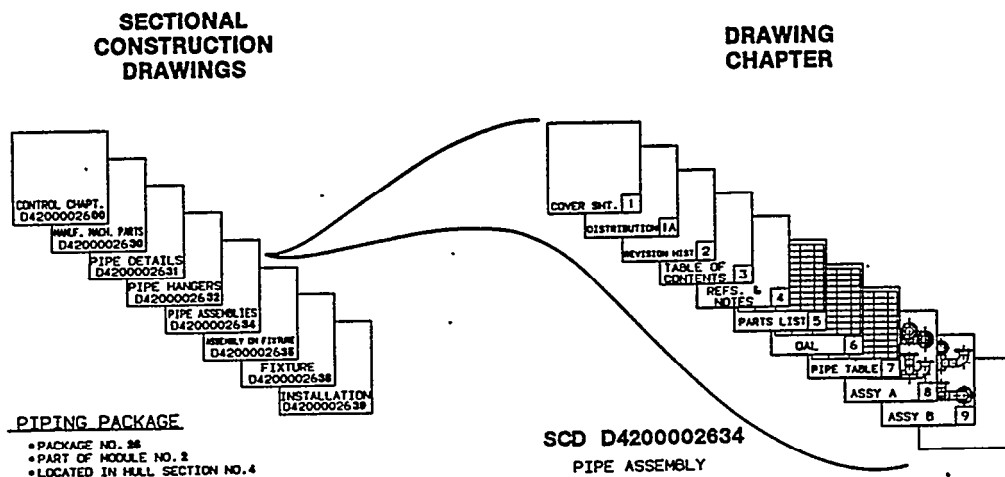 SECTIONAL
CONSTRUCTION
DRAWINGS
DRAWING
CHAPTER
CONTROL CHAPT.
D4200002600
MANUF. MACH. PARTS
D4200002630
PIPE DETAILS
D4200002631
PIPE HANGERS
D4200002632
PIPE ASSEMBLIES
D4200002634
ASSEMBLY ON FIXTURE
D4200002635
FIXTURE
D4200002638
INSTALLATION
D4200002639
COVER SHT. 1
DISTRIBUTION 1A
REVISION HIST 2
TABLE OF
CONTENTS 3
REFS. &
NOTES 4
PARTS LIST 5
QAL 6
PIPE TABLE 7
ASSY A 8
ASSY B 9
PIPING PACKAGE
• PACKAGE NO. 26
• PART OF MODULE NO. 2
• LOCATED IN HULL SECTION NO. 4
SCD D4200002634
PIPE ASSEMBLY